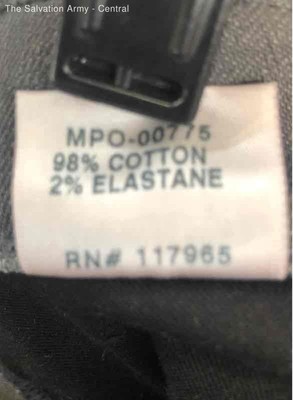 The Salvation Army - Central
MPO-00775
98% COTTON
2% ELASTANE
RN# 117965